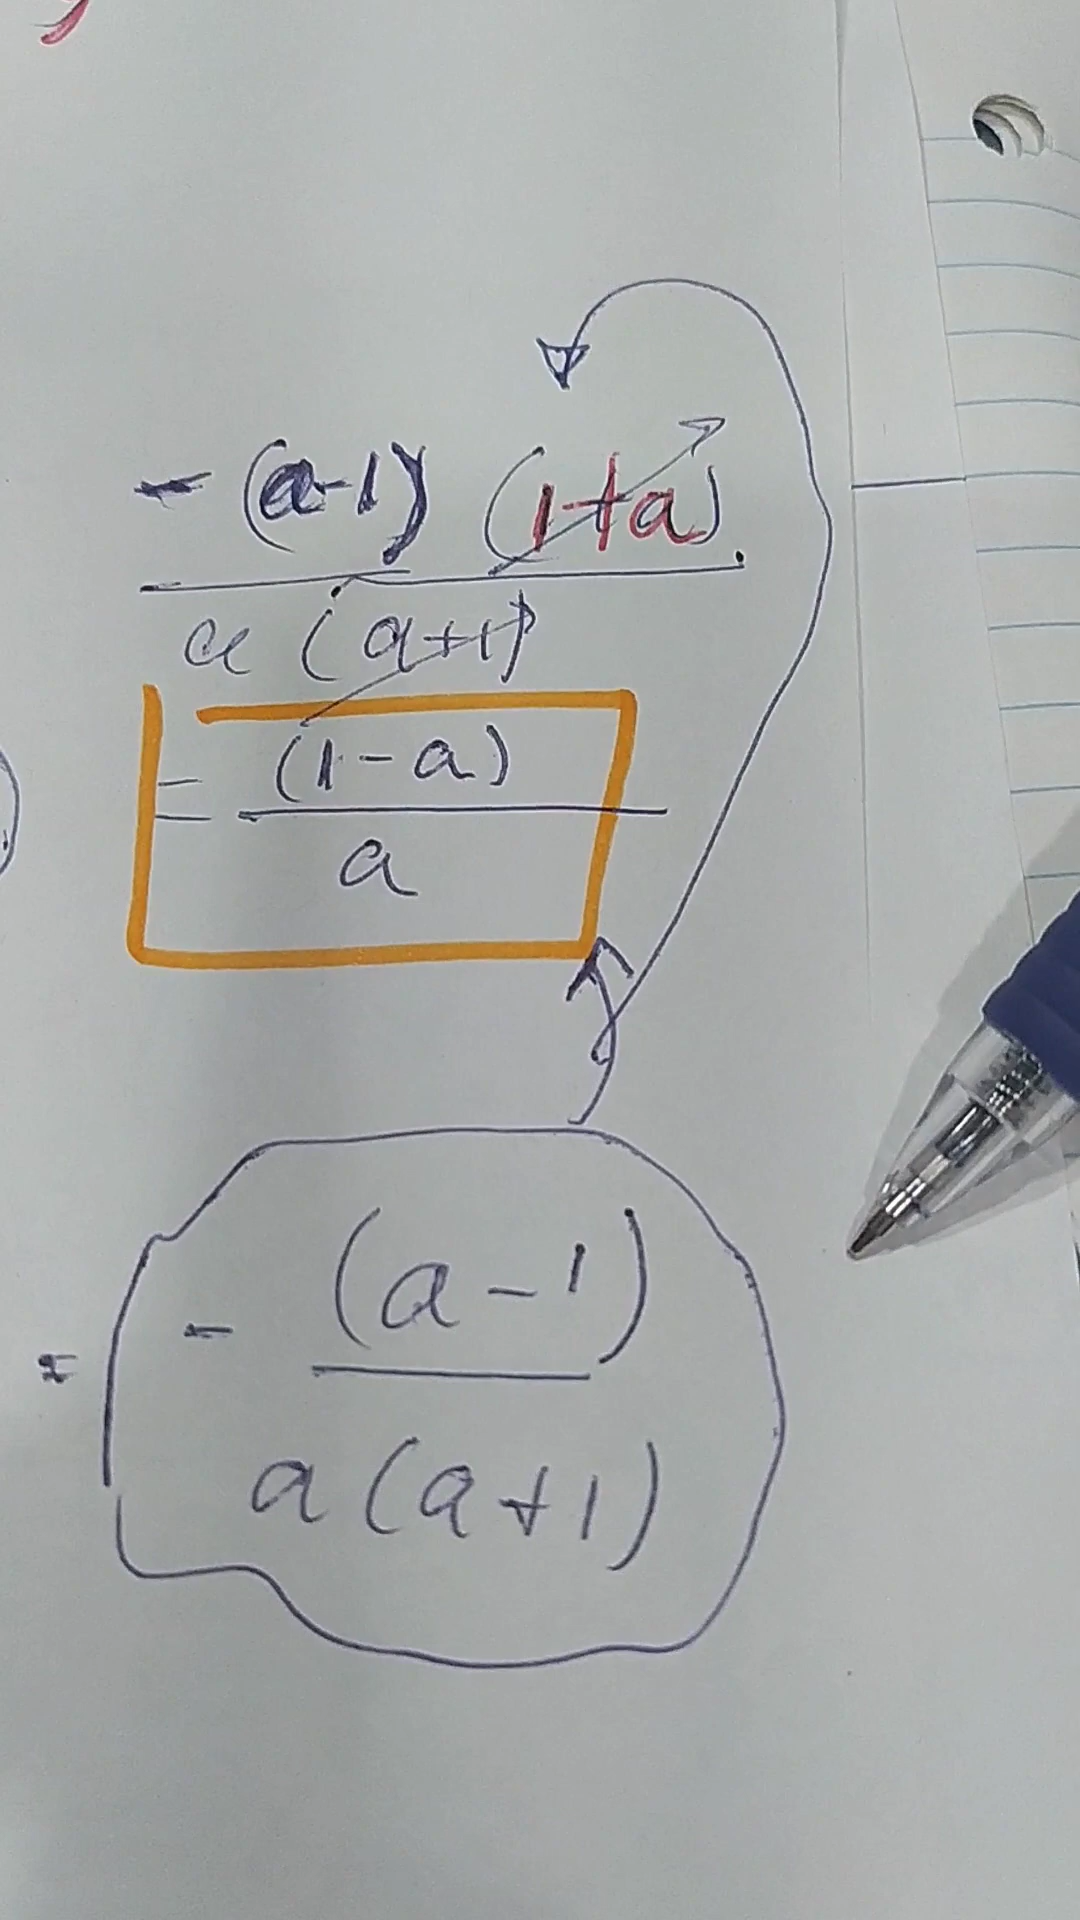 - (a-1) (1+a)
a (a+1)
= (1-a)
a
= - (a-1)
a (a+1)